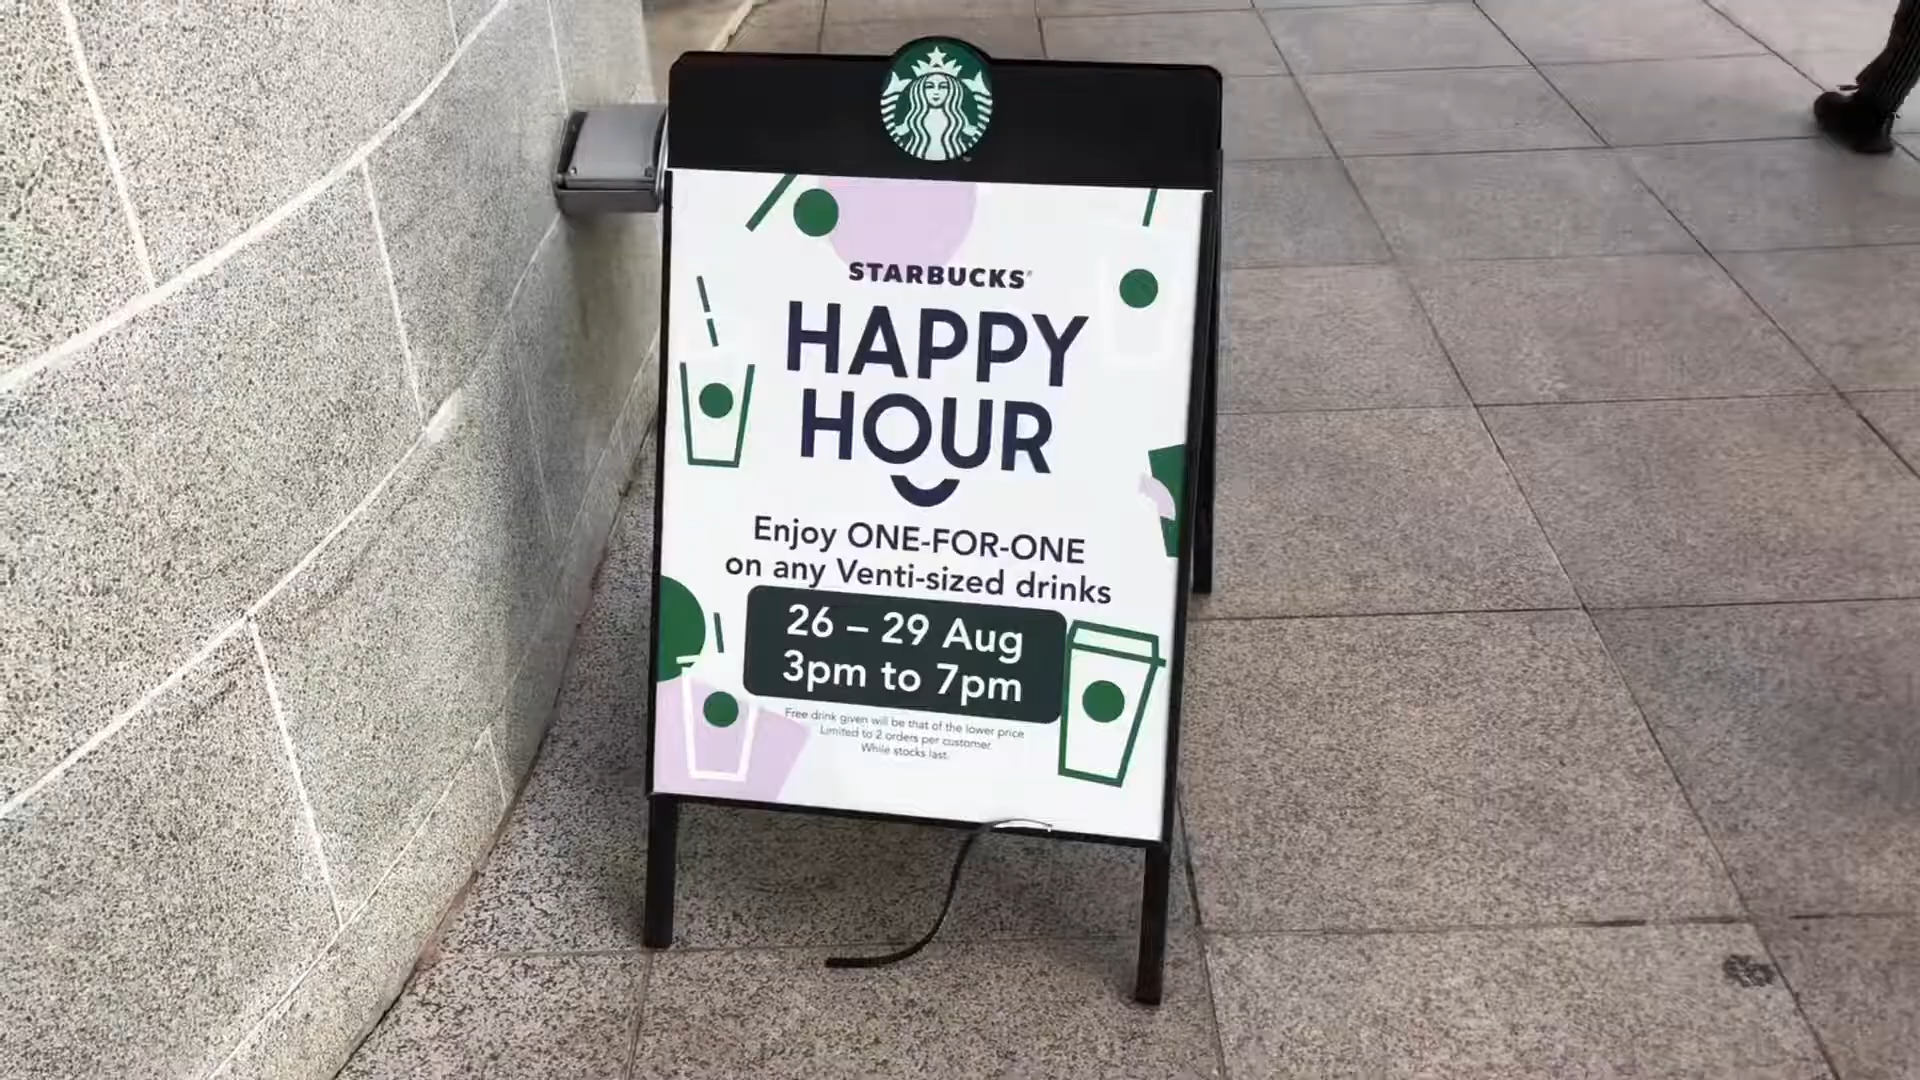 STARBUCKS®
HAPPY
HOUR
Enjoy ONE-FOR-ONE
on any Venti-sized drinks
26 – 29 Aug
3pm to 7pm
Free drink given will be that of the lower price
Limited to 2 orders per customer.
While stocks last.